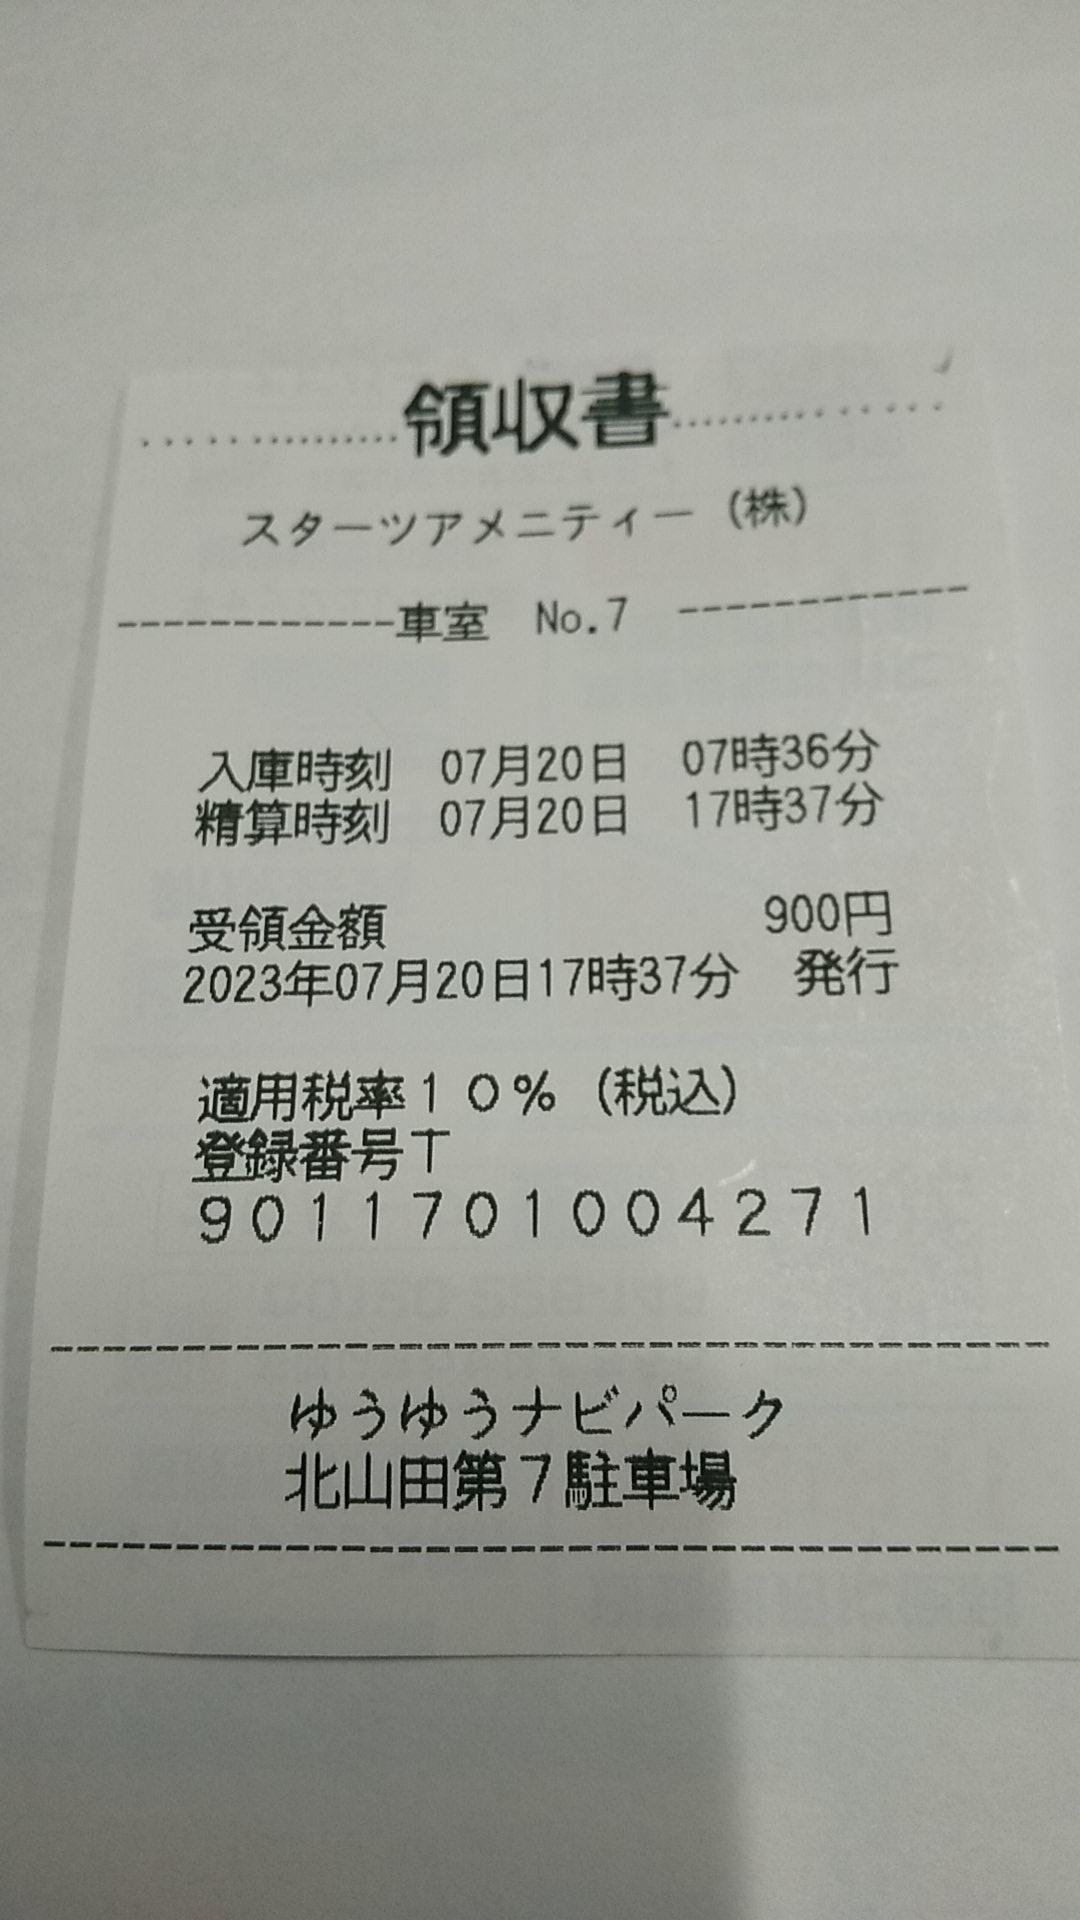 ‥‥‥‥‥‥領収書‥‥‥‥‥‥
スターツアメニティー (株)
------------車室 No.7 ------------
入庫時刻 07月20日 07時36分
精算時刻 07月20日 17時37分
受領金額 900円
2023年07月20日17時37分 発行
適用税率10% (税込)
登録番号T
9011701004271
ゆうゆうナビパーク
北山田第7駐車場